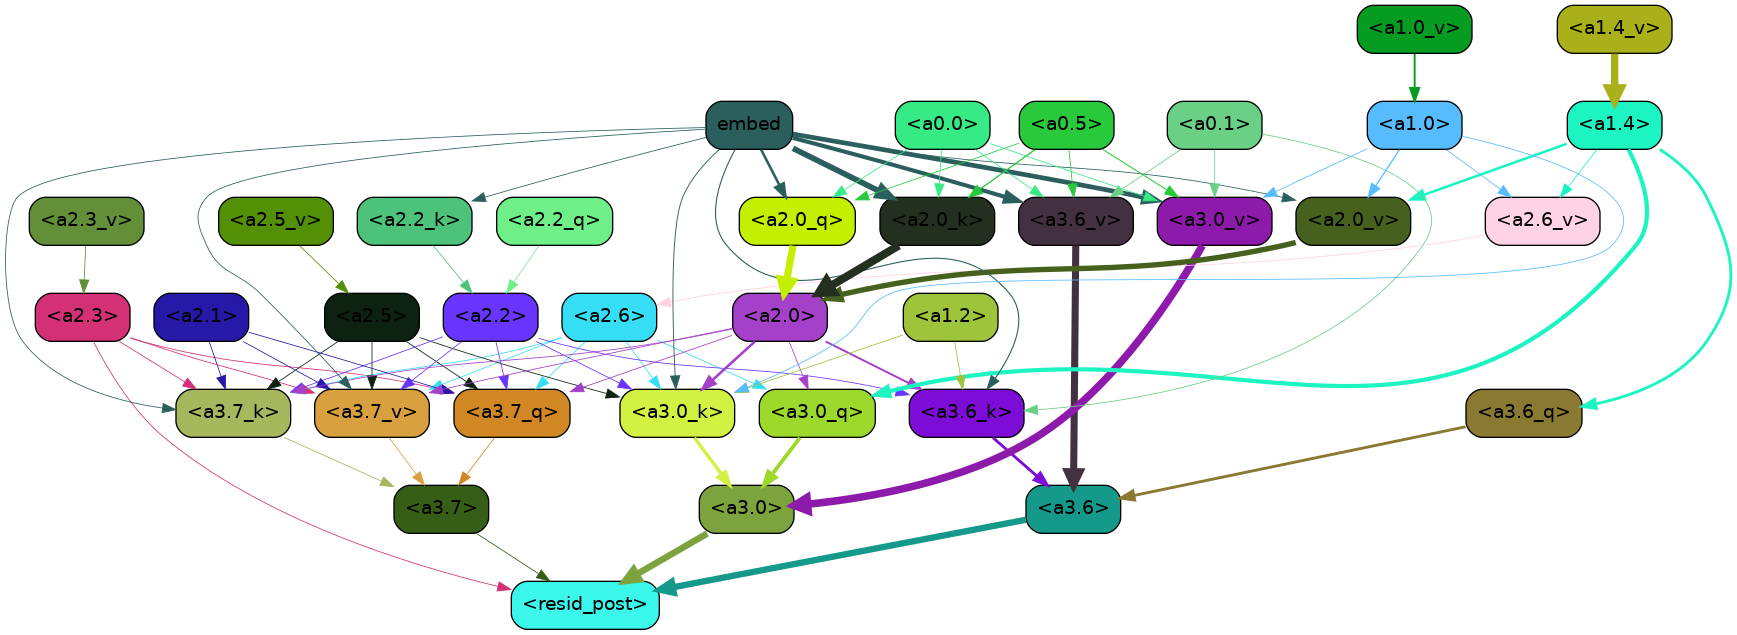 <a1.0_v>
<a1.4_v>
embed
<a0.0>
<a0.5>
<a0.1>
<a1.0>
<a1.4>
<a2.3_v>
<a2.5_v>
<a2.2_k>
<a2.2_q>
<a2.0_q>
<a2.0_k>
<a3.6_v>
<a3.0_v>
<a2.0_v>
<a2.6_v>
<a2.3>
<a2.1>
<a2.5>
<a2.2>
<a2.6>
<a2.0>
<a1.2>
<a3.7_k>
<a3.7_v>
<a3.7_q>
<a3.0_k>
<a3.0_q>
<a3.6_k>
<a3.6_q>
<a3.7>
<a3.0>
<a3.6>
<resid_post>